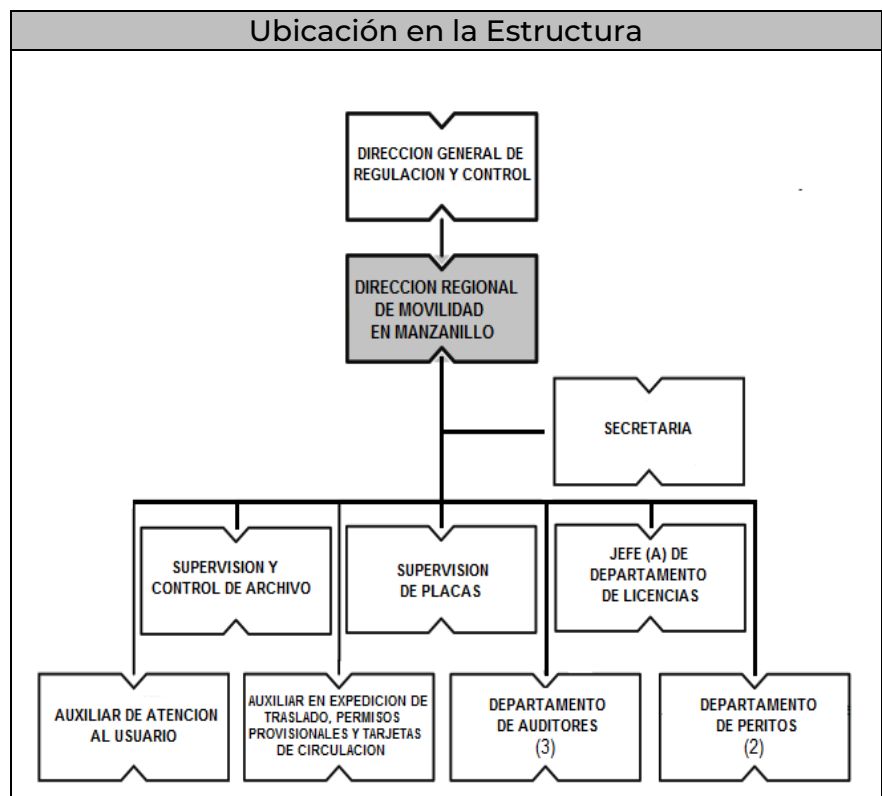 Ubicación en la Estructura
DIRECCION GENERAL DE
REGULACION Y CONTROL
DIRECCION REGIONAL
DE MOVILIDAD
EN MANZANILLO
SECRETARIA
SUPERVISION Y
CONTROL DE ARCHIVO
SUPERVISION
DE PLACAS
JEFE (A) DE
DEPARTAMENTO
DE LICENCIAS
AUXILIAR DE ATENCION
AL USUARIO
AUXILIAR EN EXPEDICION DE
TRASLADO, PERMISOS
PROVISIONALES Y TARJETAS
DE CIRCULACION
DEPARTAMENTO
DE AUDITORES
(3)
DEPARTAMENTO
DE PERITOS
(2)